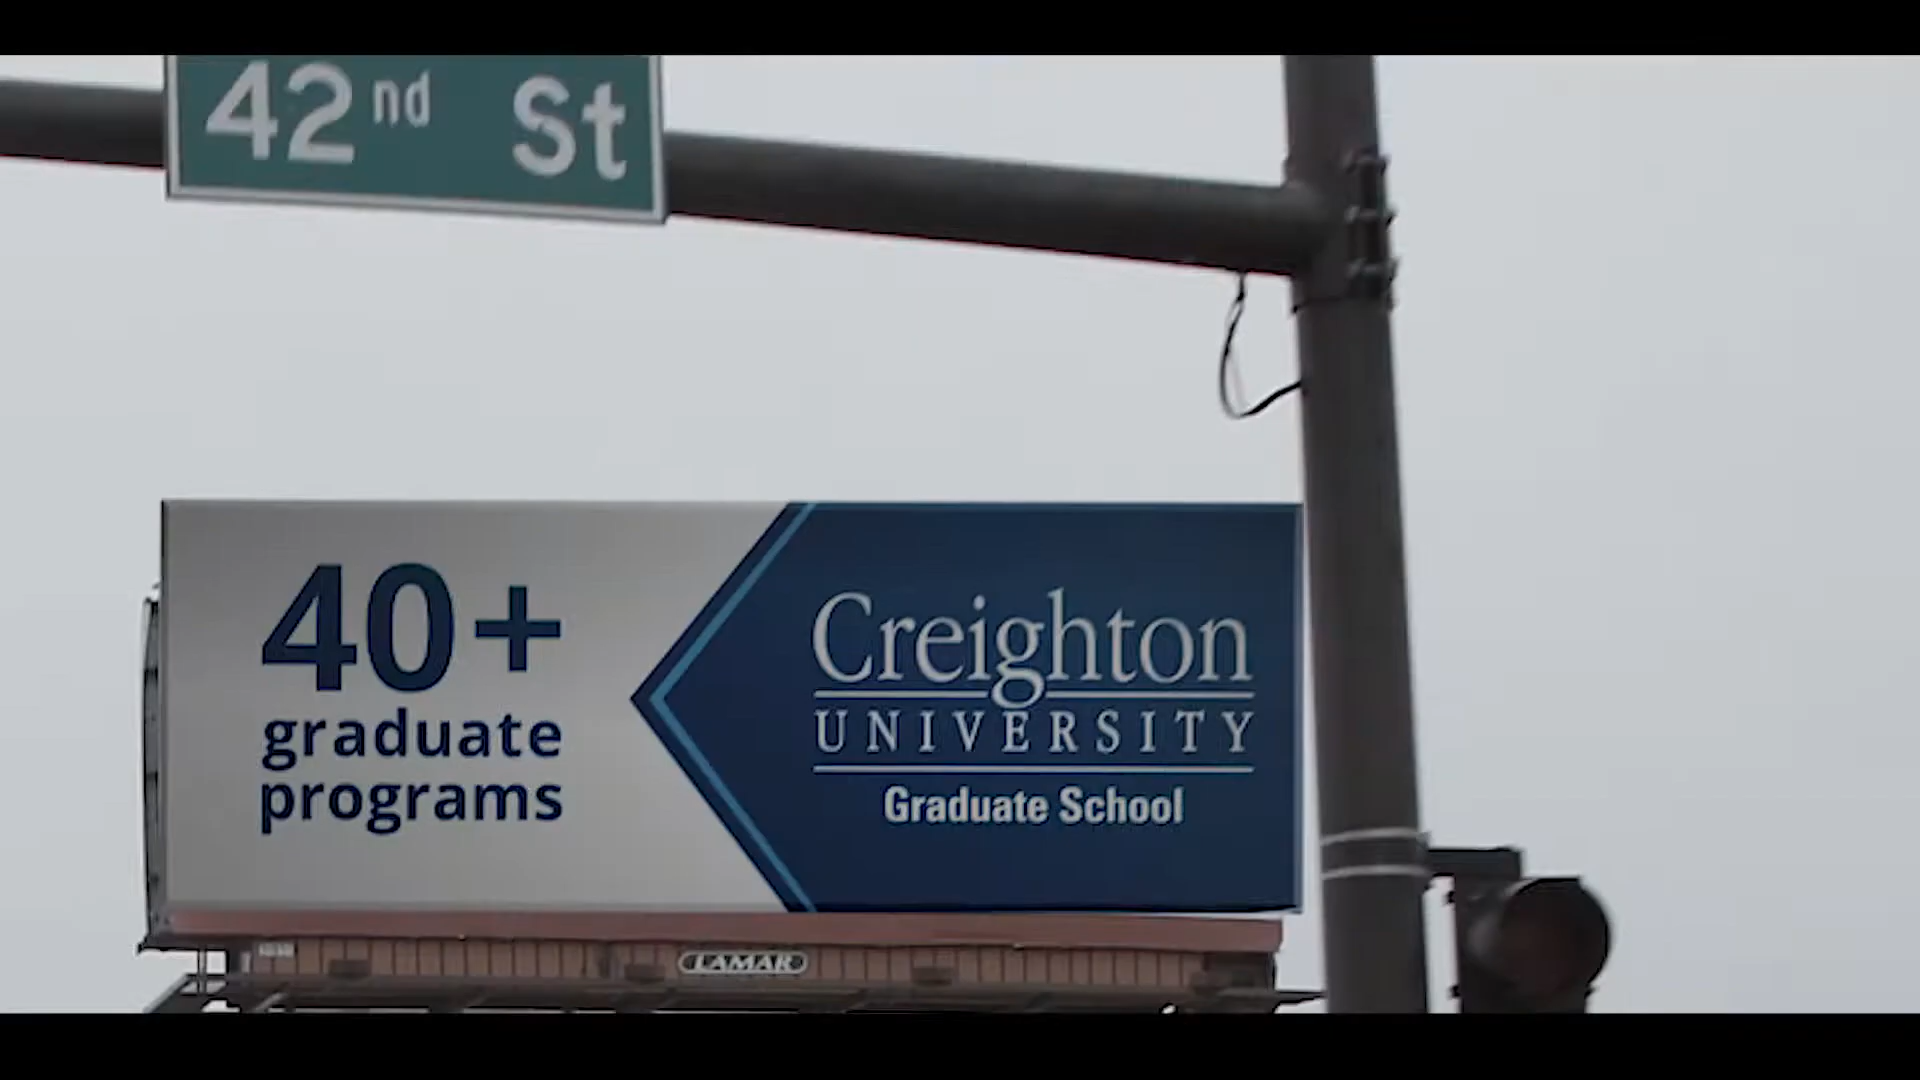 42nd St
40+
graduate
programs
Creighton
UNIVERSITY
Graduate School
LAMAR